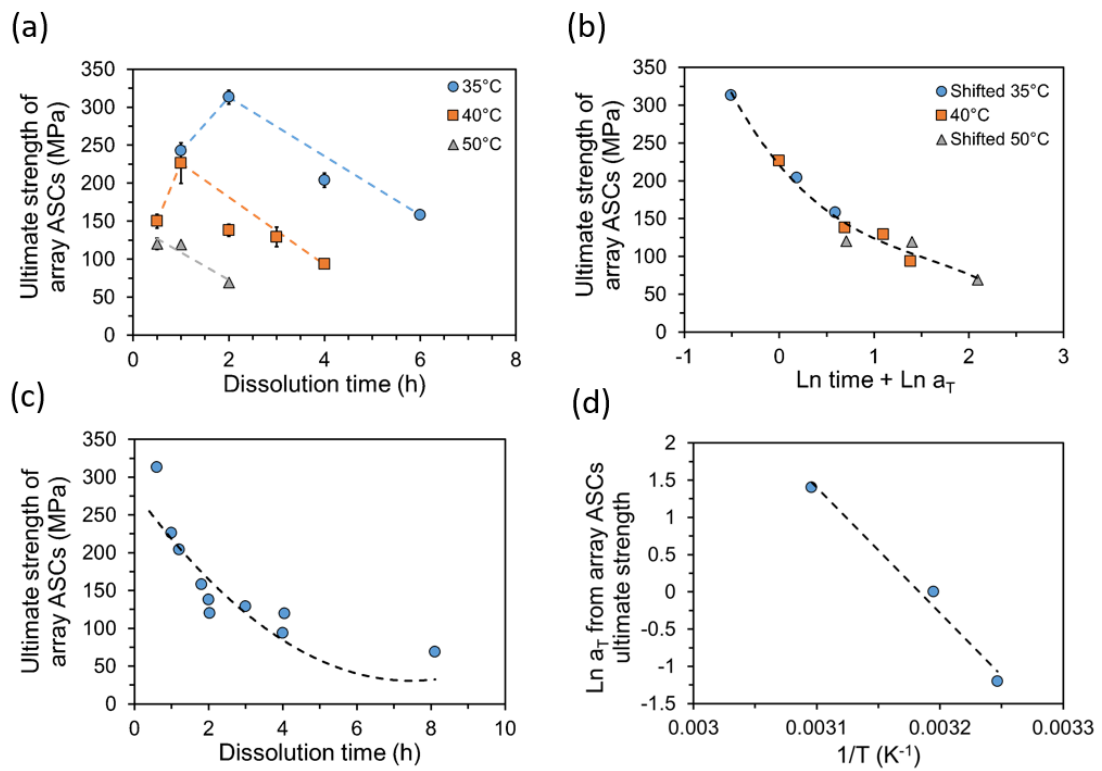 (a)
Ultimate strength of
array ASCs (MPa)
350
300
250
200
150
100
50
0
35°C
40°C
50°C
0
2
4
6
8
Dissolution time (h)
(b)
Ultimate strength of
array ASCs (MPa)
350
300
250
200
150
100
50
0
Shifted 35°C
40°C
Shifted 50°C
-1
0
1
2
3
Ln time + Ln aT
(c)
Ultimate strength of
array ASCs (MPa)
350
300
250
200
150
100
50
0
0
2
4
6
8
10
Dissolution time (h)
(d)
Ln aT from array ASCs
ultimate strength
2
1.5
1
0.5
0
-0.5
-1
-1.5
0.003
0.0031
0.0032
0.0033
1/T (K-1)